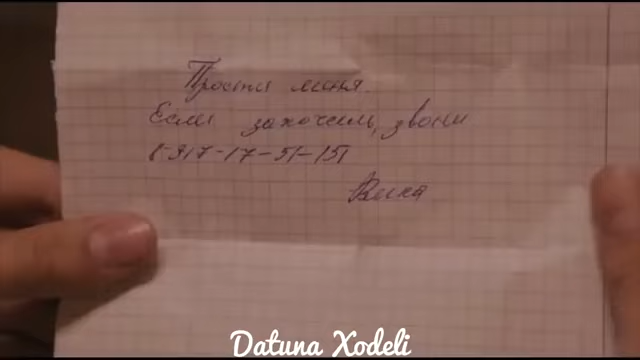 Прости меня.
Если захочешь, звони
8-917-17-51-151
Вика
Datuna Xodeli